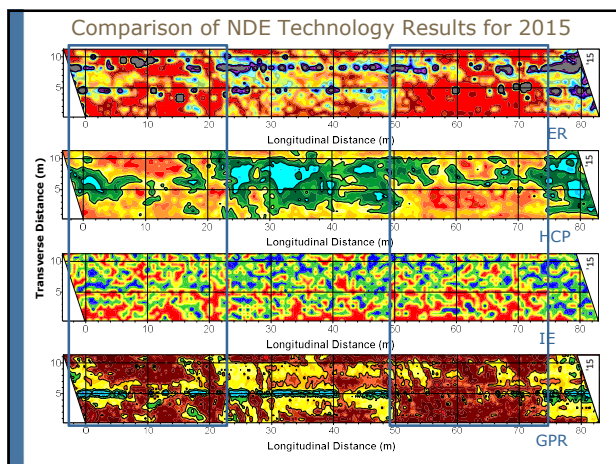 Comparison of NDE Technology Results for 2015
Transverse Distance (m)
10
5
'15
0 10 20 30 40 50 60 70 80
Longitudinal Distance (m)
ER
10
5
'15
0 10 20 30 40 50 60 70 80
Longitudinal Distance (m)
HCP
10
5
'15
0 10 20 30 40 50 60 70 80
Longitudinal Distance (m)
IE
10
5
'15
0 10 20 30 40 50 60 70 80
Longitudinal Distance (m)
GPR